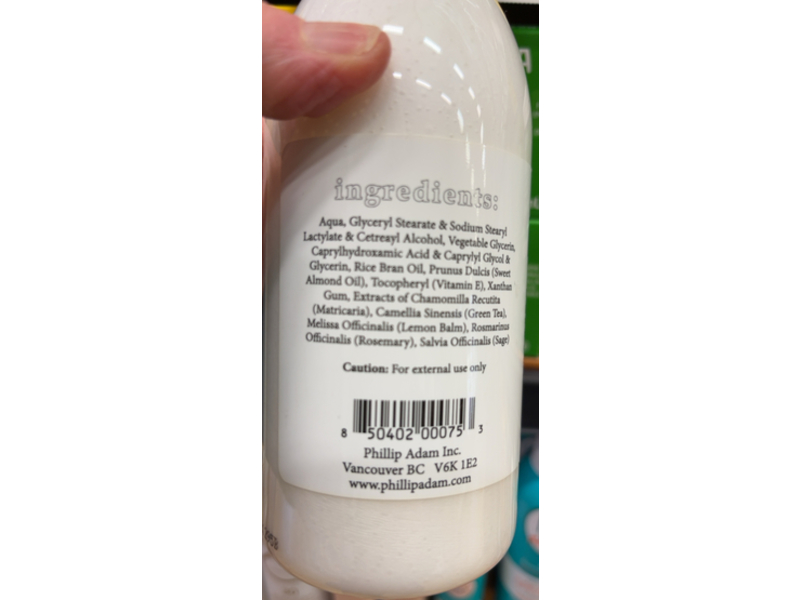 ingredients:
Aqua, Glyceryl Stearate & Sodium Stearyl
Lactylate & Cetreayl Alcohol, Vegetable Glycerin,
Caprylhydroxamic Acid & Caprylyl Glycol &
Glycerin, Rice Bran Oil, Prunus Dulcis (Sweet
Almond Oil), Tocopheryl (Vitamin E), Xanthan
Gum, Extracts of Chamomilla Recutita
(Matricaria), Camellia Sinensis (Green Tea),
Melissa Officinalis (Lemon Balm), Rosmarinus
Officinalis (Rosemary), Salvia Officinalis (Sage)
Caution: For external use only
8 50402 00075 3
Phillip Adam Inc.
Vancouver BC V6K 1E2
www.phillipadam.com